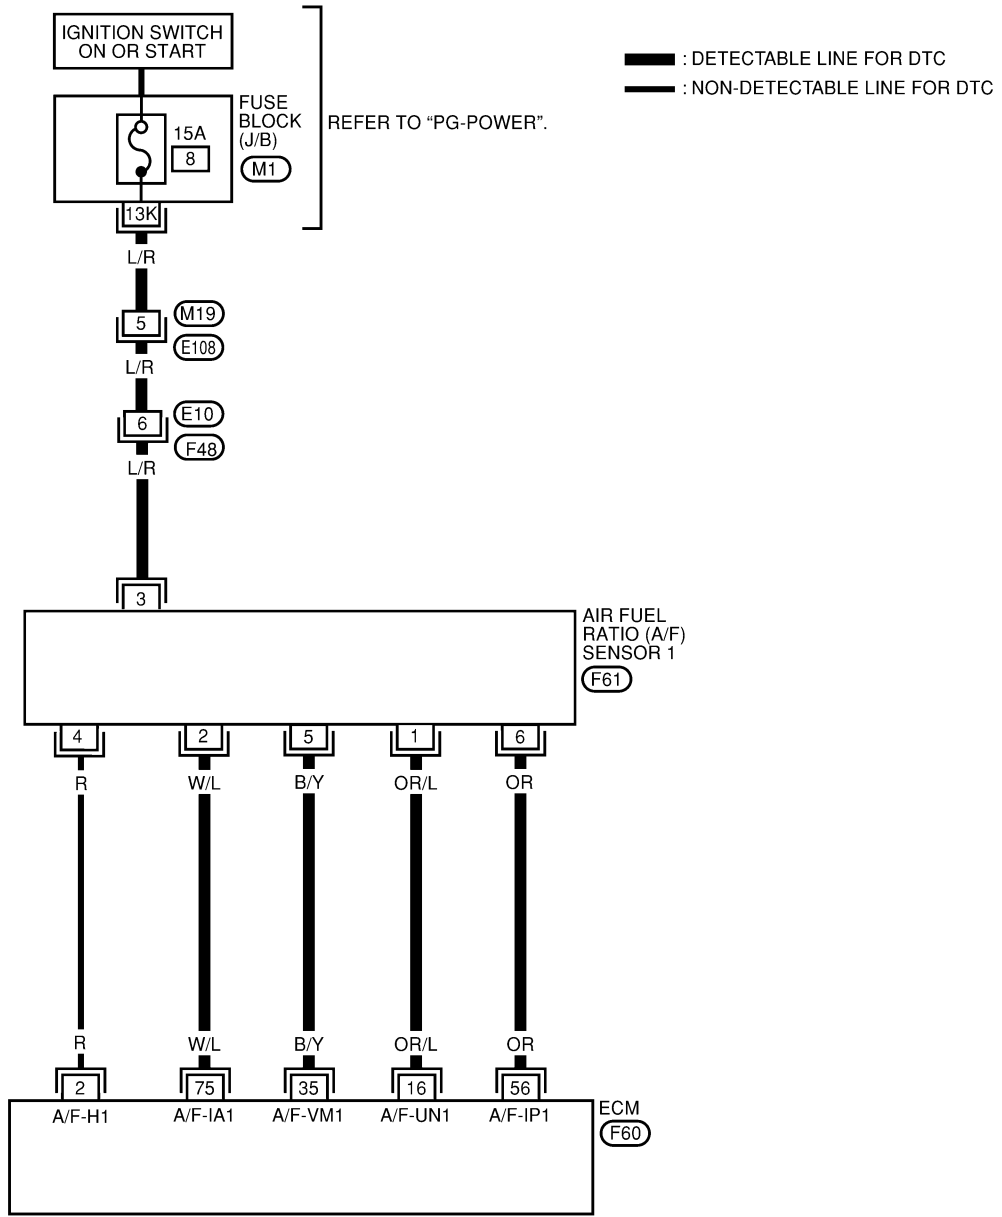 IGNITION SWITCH
ON OR START
: DETECTABLE LINE FOR DTC
: NON-DETECTABLE LINE FOR DTC
FUSE
BLOCK
(J/B)
M1
15A
8
REFER TO “PG-POWER”.
13K
L/R
5
M19
E108
L/R
6
E10
F48
L/R
3
AIR FUEL
RATIO (A/F)
SENSOR 1
F61
4 2 5 1 6
R W/L B/Y OR/L OR
R W/L B/Y OR/L OR
2 75 35 16 56
A/F-H1 A/F-IA1 A/F-VM1 A/F-UN1 A/F-IP1
ECM
F60